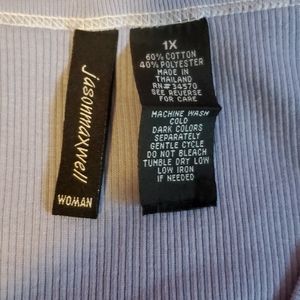 Jasonmaxwell
WOMAN
1X
60% COTTON
40% POLYESTER
MADE IN
THAILAND
RN# 34570
SEE REVERSE
FOR CARE
MACHINE WASH
COLD
DARK COLORS
SEPARATELY
GENTLE CYCLE
DO NOT BLEACH
TUMBLE DRY LOW
LOW IRON
IF NEEDED